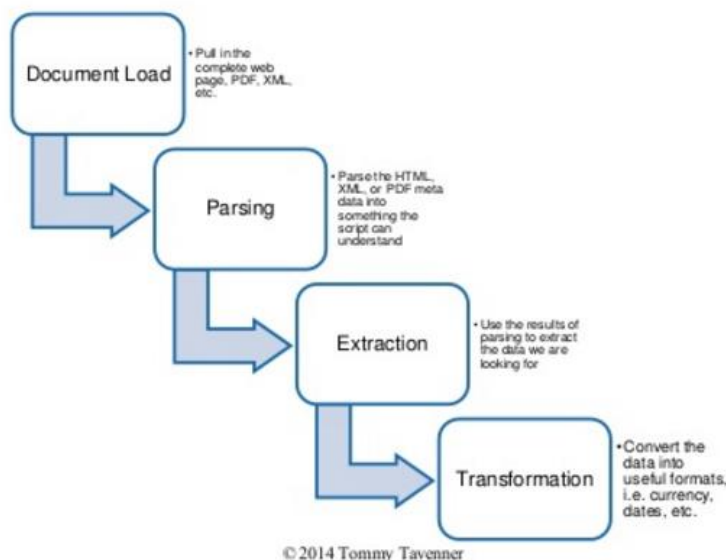 Document Load
• Pull in the
complete web
page, PDF, XML,
etc.
Parsing
• Parse the HTML,
XML, or PDF meta
data into
something the
script can
understand
Extraction
• Use the results of
parsing to extract
the data we are
looking for
Transformation
• Convert the
data into
useful formats,
i.e. currency,
dates, etc.
© 2014 Tommy Tavenner